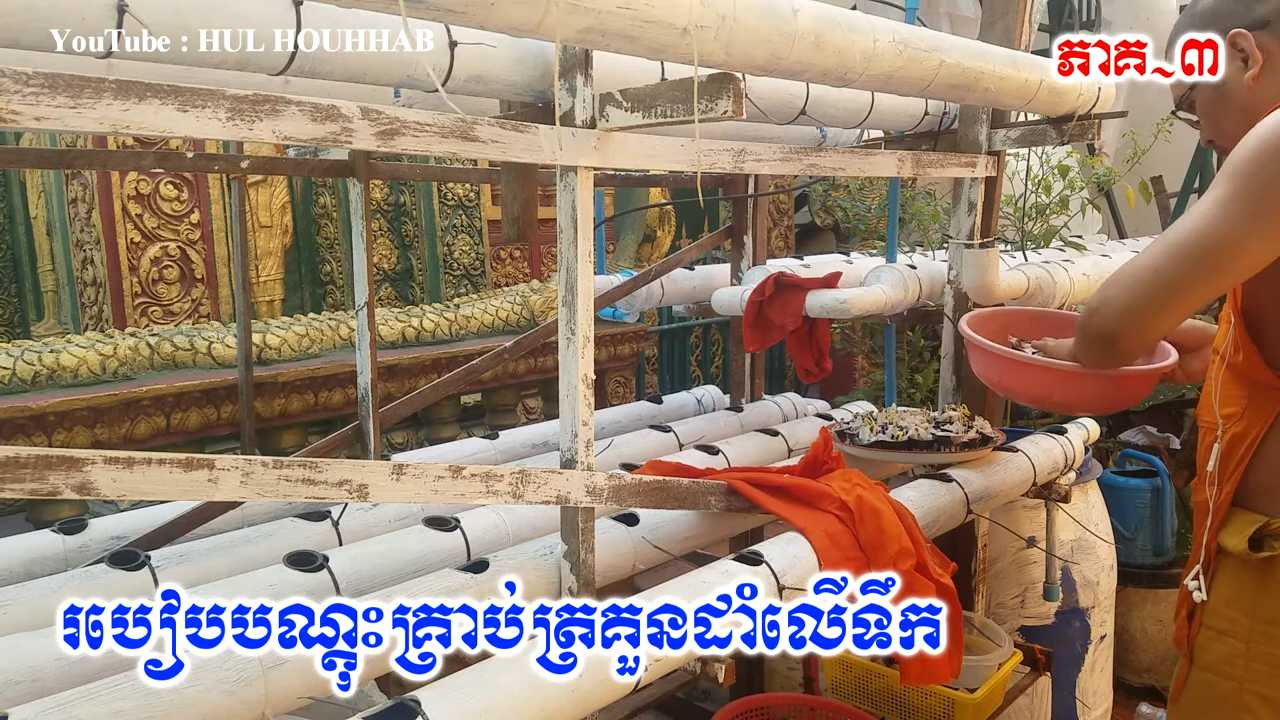 YouTube : HUL HOUHHAB
ភាគ~៣
របៀបបណ្ដុះគ្រាប់ត្រកួនដាំលើទឹក